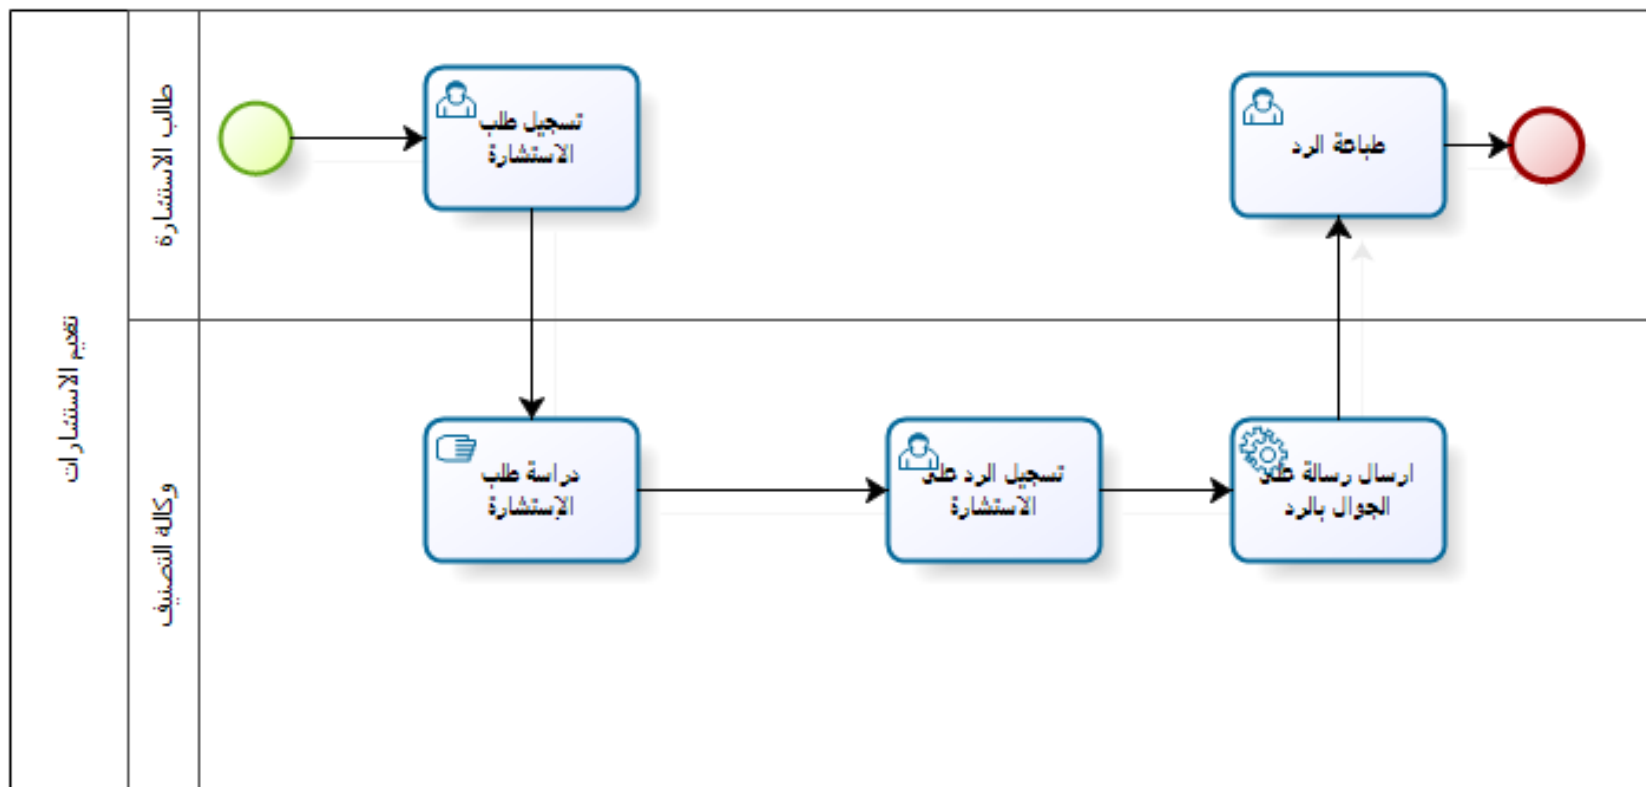 تقييم الاستشارات
طالب الاستشارة
تسجيل طلب
الاستشارة
طباعة الرد
وكالة التصنيف
دراسة طلب
الإستشارة
تسجيل الرد على
الاستشارة
ارسال رسالة على
الجوال بالرد